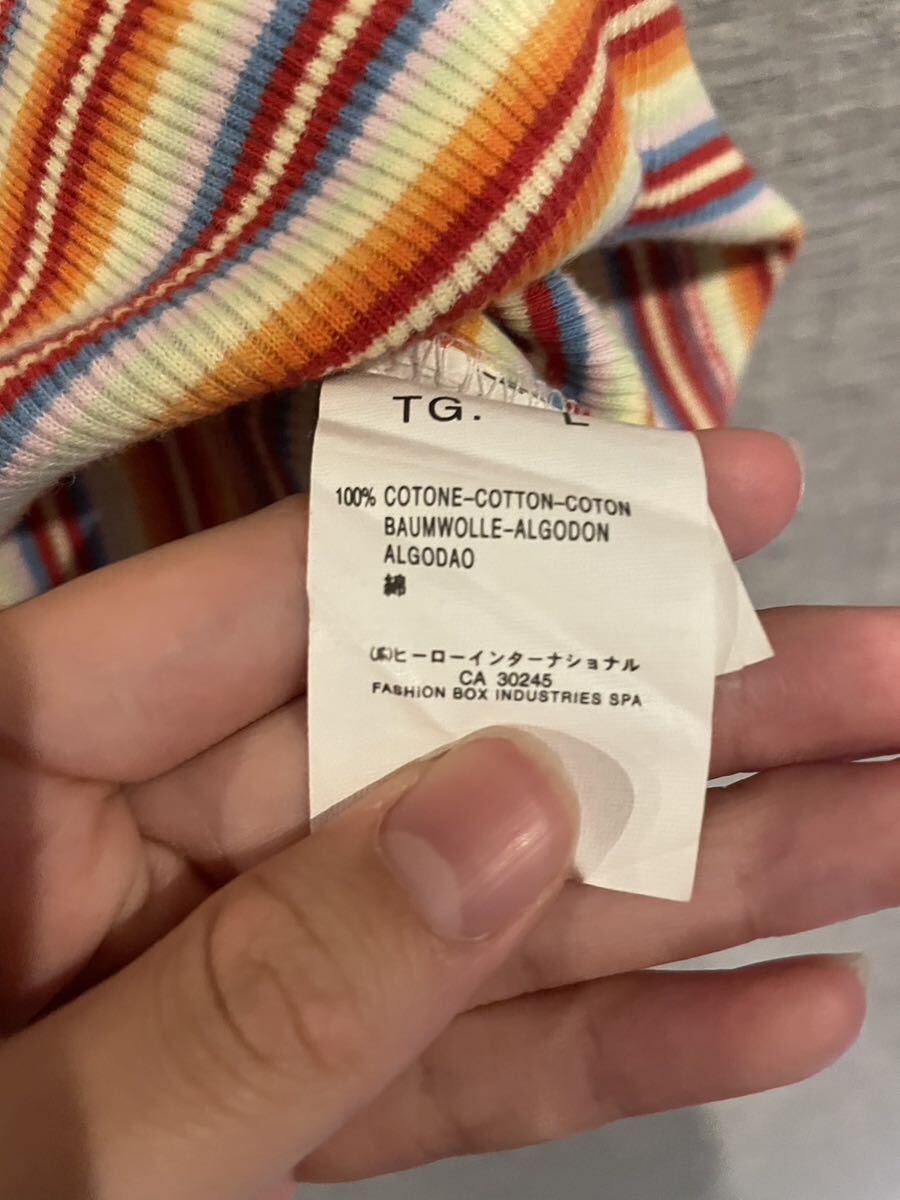 TG. L
100% COTONE-COTTON-COTON
BAUMWOLLE-ALGODON
ALGODAO
綿
(株)ヒーローインターナショナル
CA 30245
FASHION BOX INDUSTRIES SPA